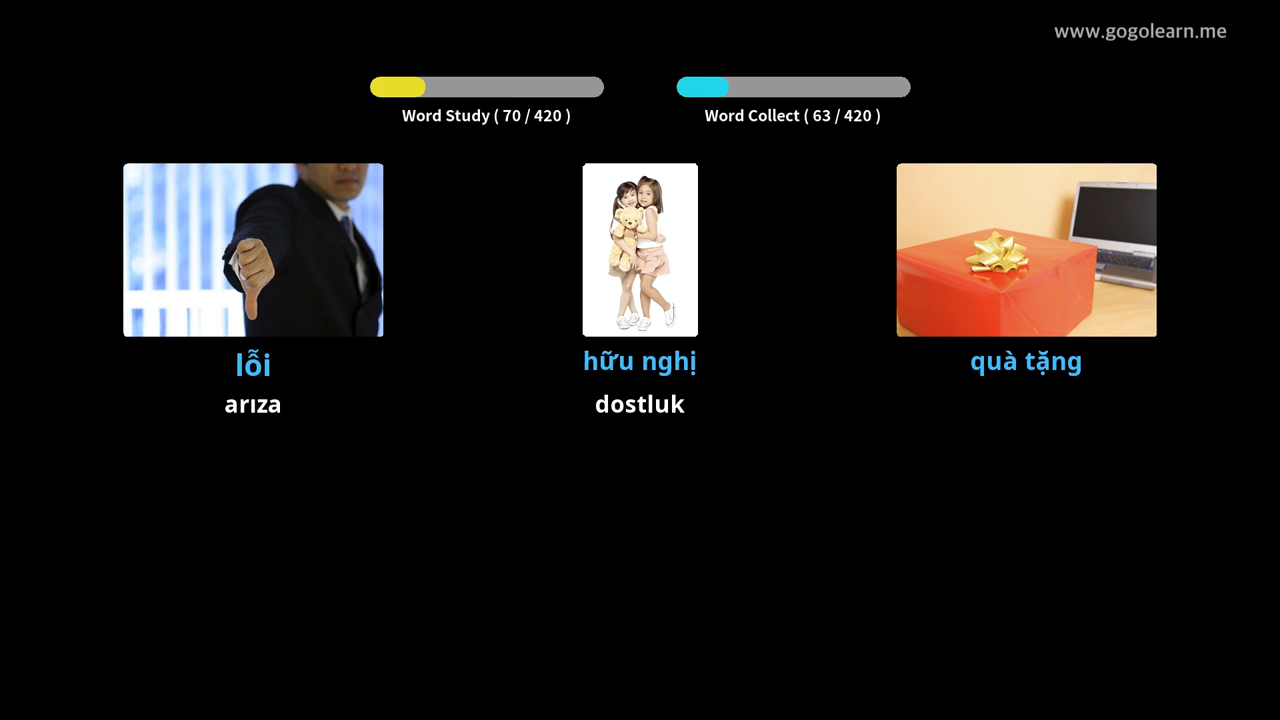 www.gogolearn.me
Word Study ( 70 / 420 )
Word Collect ( 63 / 420 )
lỗi
arıza
hữu nghị
dostluk
quà tặng